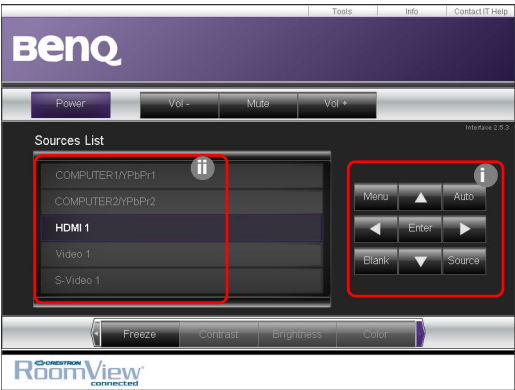 Tools Info Contact IT Help
BenQ
Power Vol - Mute Vol +
Interface 2.5.3
Sources List
ii
i
COMPUTER1/YPbPr1
COMPUTER2/YPbPr2
HDMI 1
Video 1
S-Video 1
Menu Auto
Enter
Blank Source
Freeze Contrast Brightness Color
CRESTRON
RoomView
connected